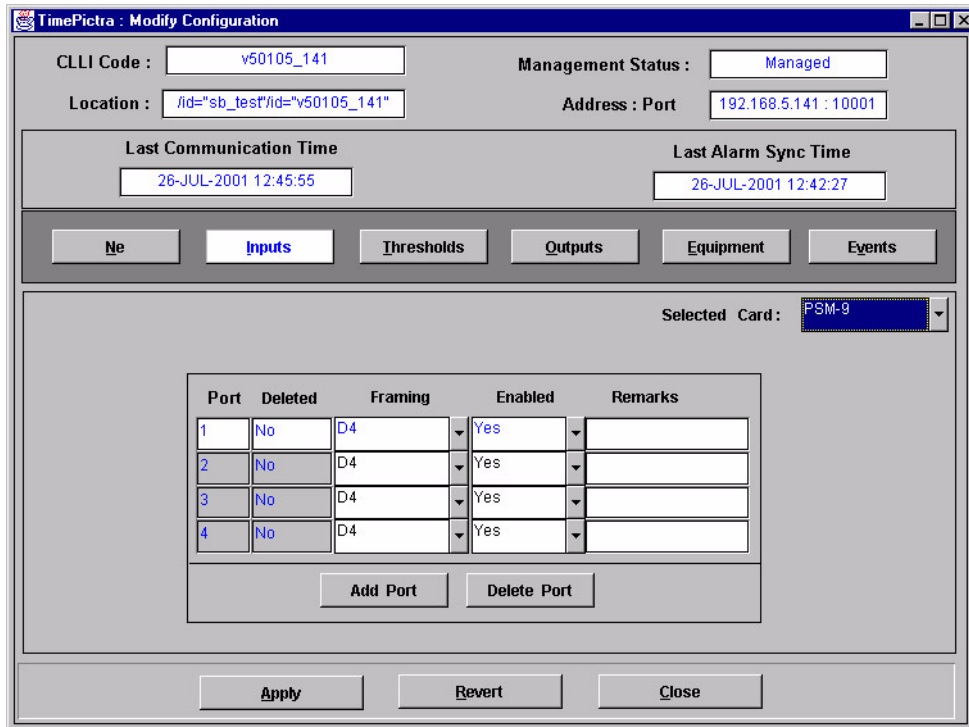 TimePictra : Modify Configuration
CLLI Code : v50105_141 Management Status : Managed
Location : /id="sb_test"/id="v50105_141" Address : Port 192.168.5.141 : 10001
Last Communication Time Last Alarm Sync Time
26-JUL-2001 12:45:55 26-JUL-2001 12:42:27
Ne Inputs Thresholds Outputs Equipment Events
Selected Card : PSM-9
Port Deleted Framing Enabled Remarks
1 No D4 Yes
2 No D4 Yes
3 No D4 Yes
4 No D4 Yes
Add Port Delete Port
Apply Revert Close